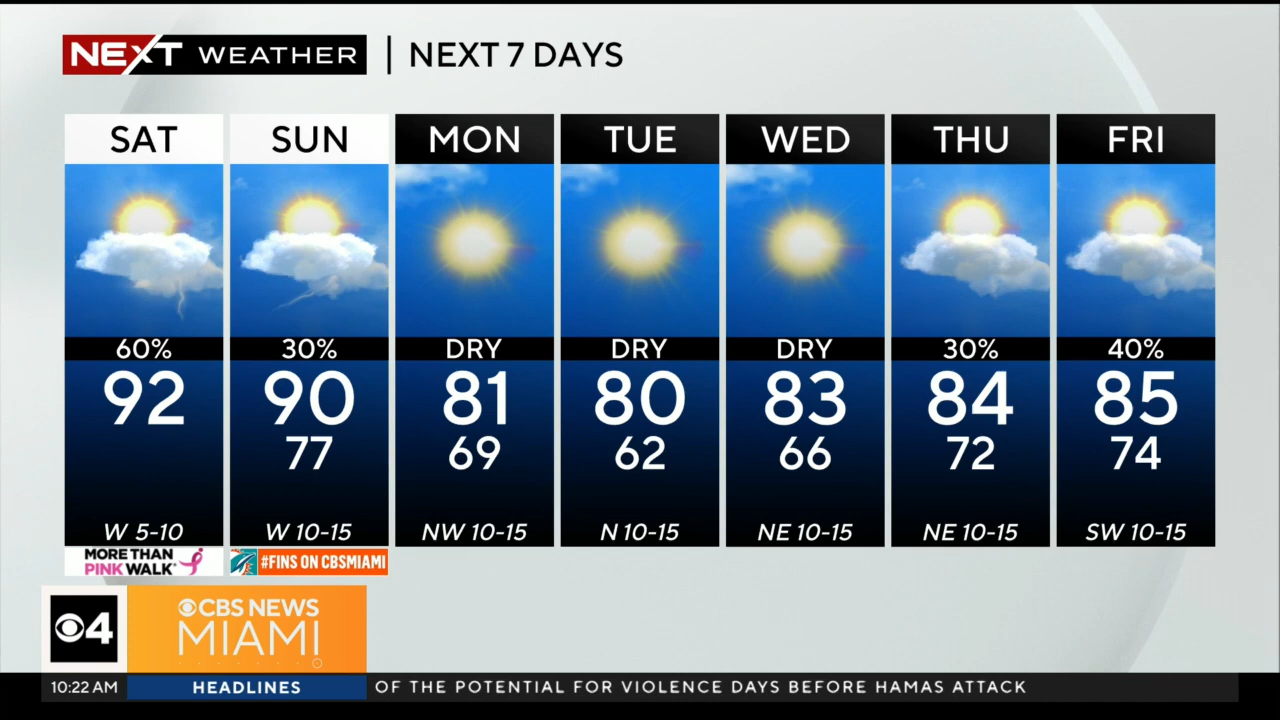 NEXT WEATHER | NEXT 7 DAYS
SAT SUN MON TUE WED THU FRI
60% 30% DRY DRY DRY 30% 40%
92 90 81 80 83 84 85
77 69 62 66 72 74
W 5-10 W 10-15 NW 10-15 N 10-15 NE 10-15 NE 10-15 SW 10-15
MORE THAN
PINK WALK
#FINS ON CBSMIAMI
4
CBS NEWS
MIAMI
10:22 AM HEADLINES OF THE POTENTIAL FOR VIOLENCE DAYS BEFORE HAMAS ATTACK